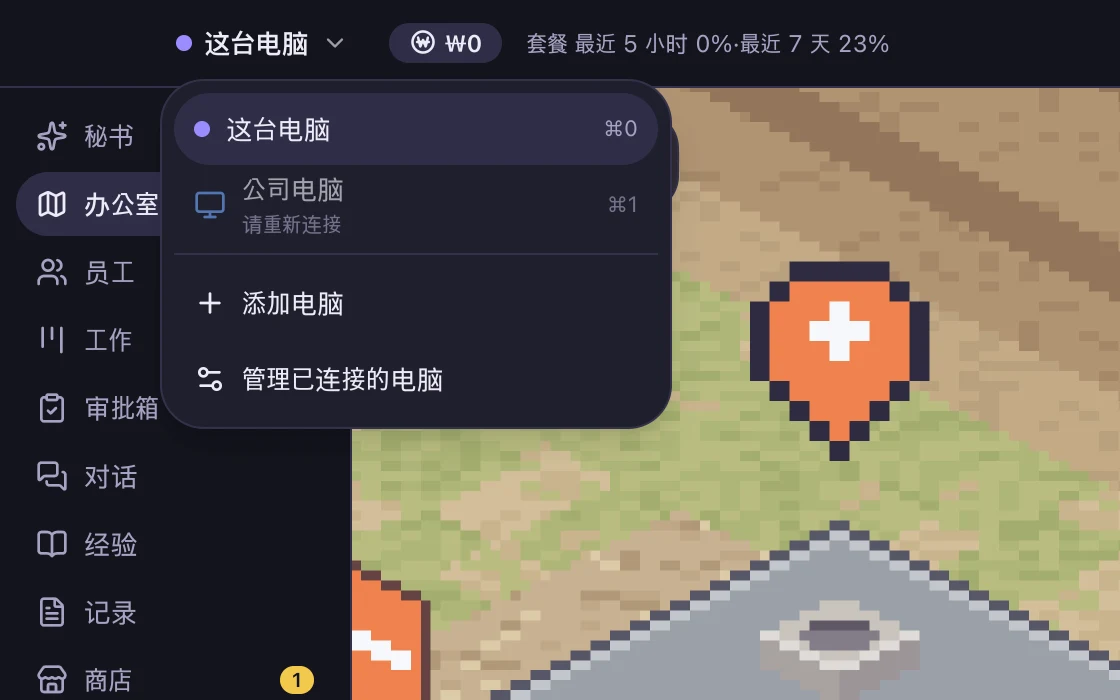 这台电脑
₩0
套餐 最近 5 小时 0%·最近 7 天 23%
这台电脑 ⌘0
公司电脑
请重新连接
⌘1
添加电脑
管理已连接的电脑
秘书
办公室
员工
工作
审批箱
对话
经验
记录
商店 1